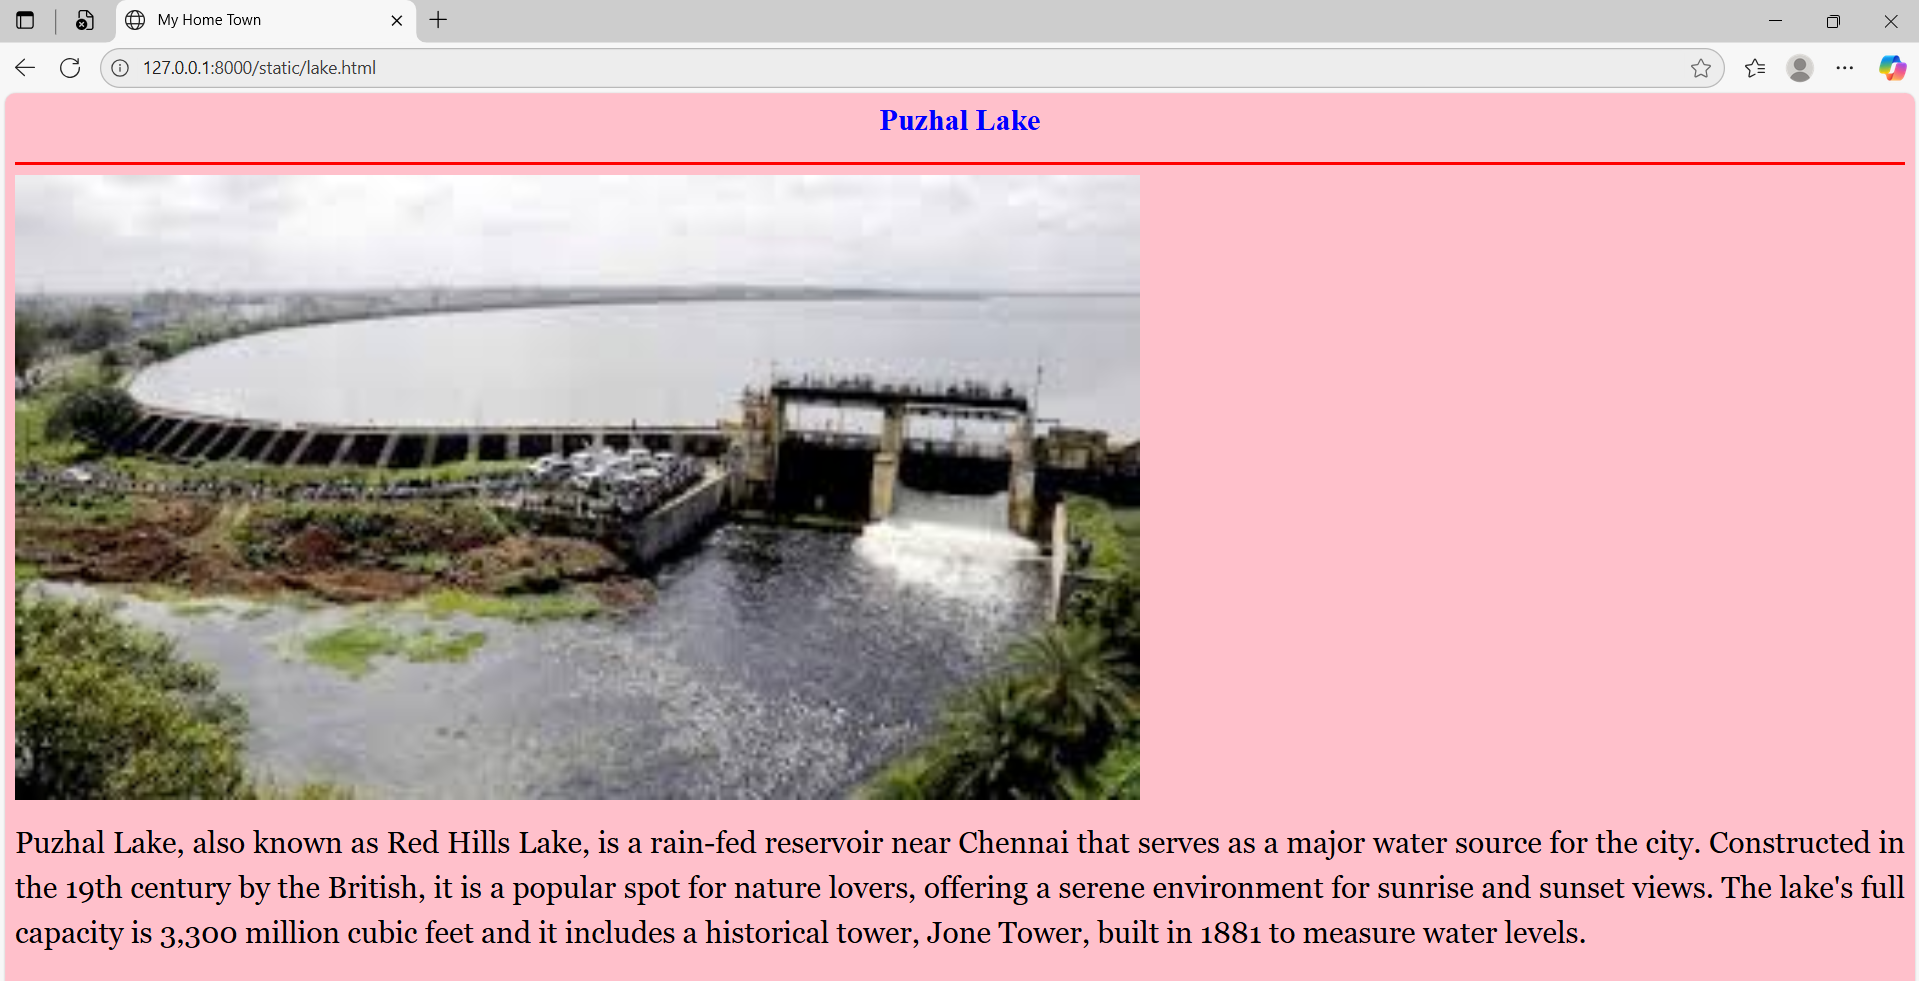 My Home Town
127.0.0.1:8000/static/lake.html
Puzhal Lake
Puzhal Lake, also known as Red Hills Lake, is a rain-fed reservoir near Chennai that serves as a major water source for the city. Constructed in
the 19th century by the British, it is a popular spot for nature lovers, offering a serene environment for sunrise and sunset views. The lake's full
capacity is 3,300 million cubic feet and it includes a historical tower, Jone Tower, built in 1881 to measure water levels.